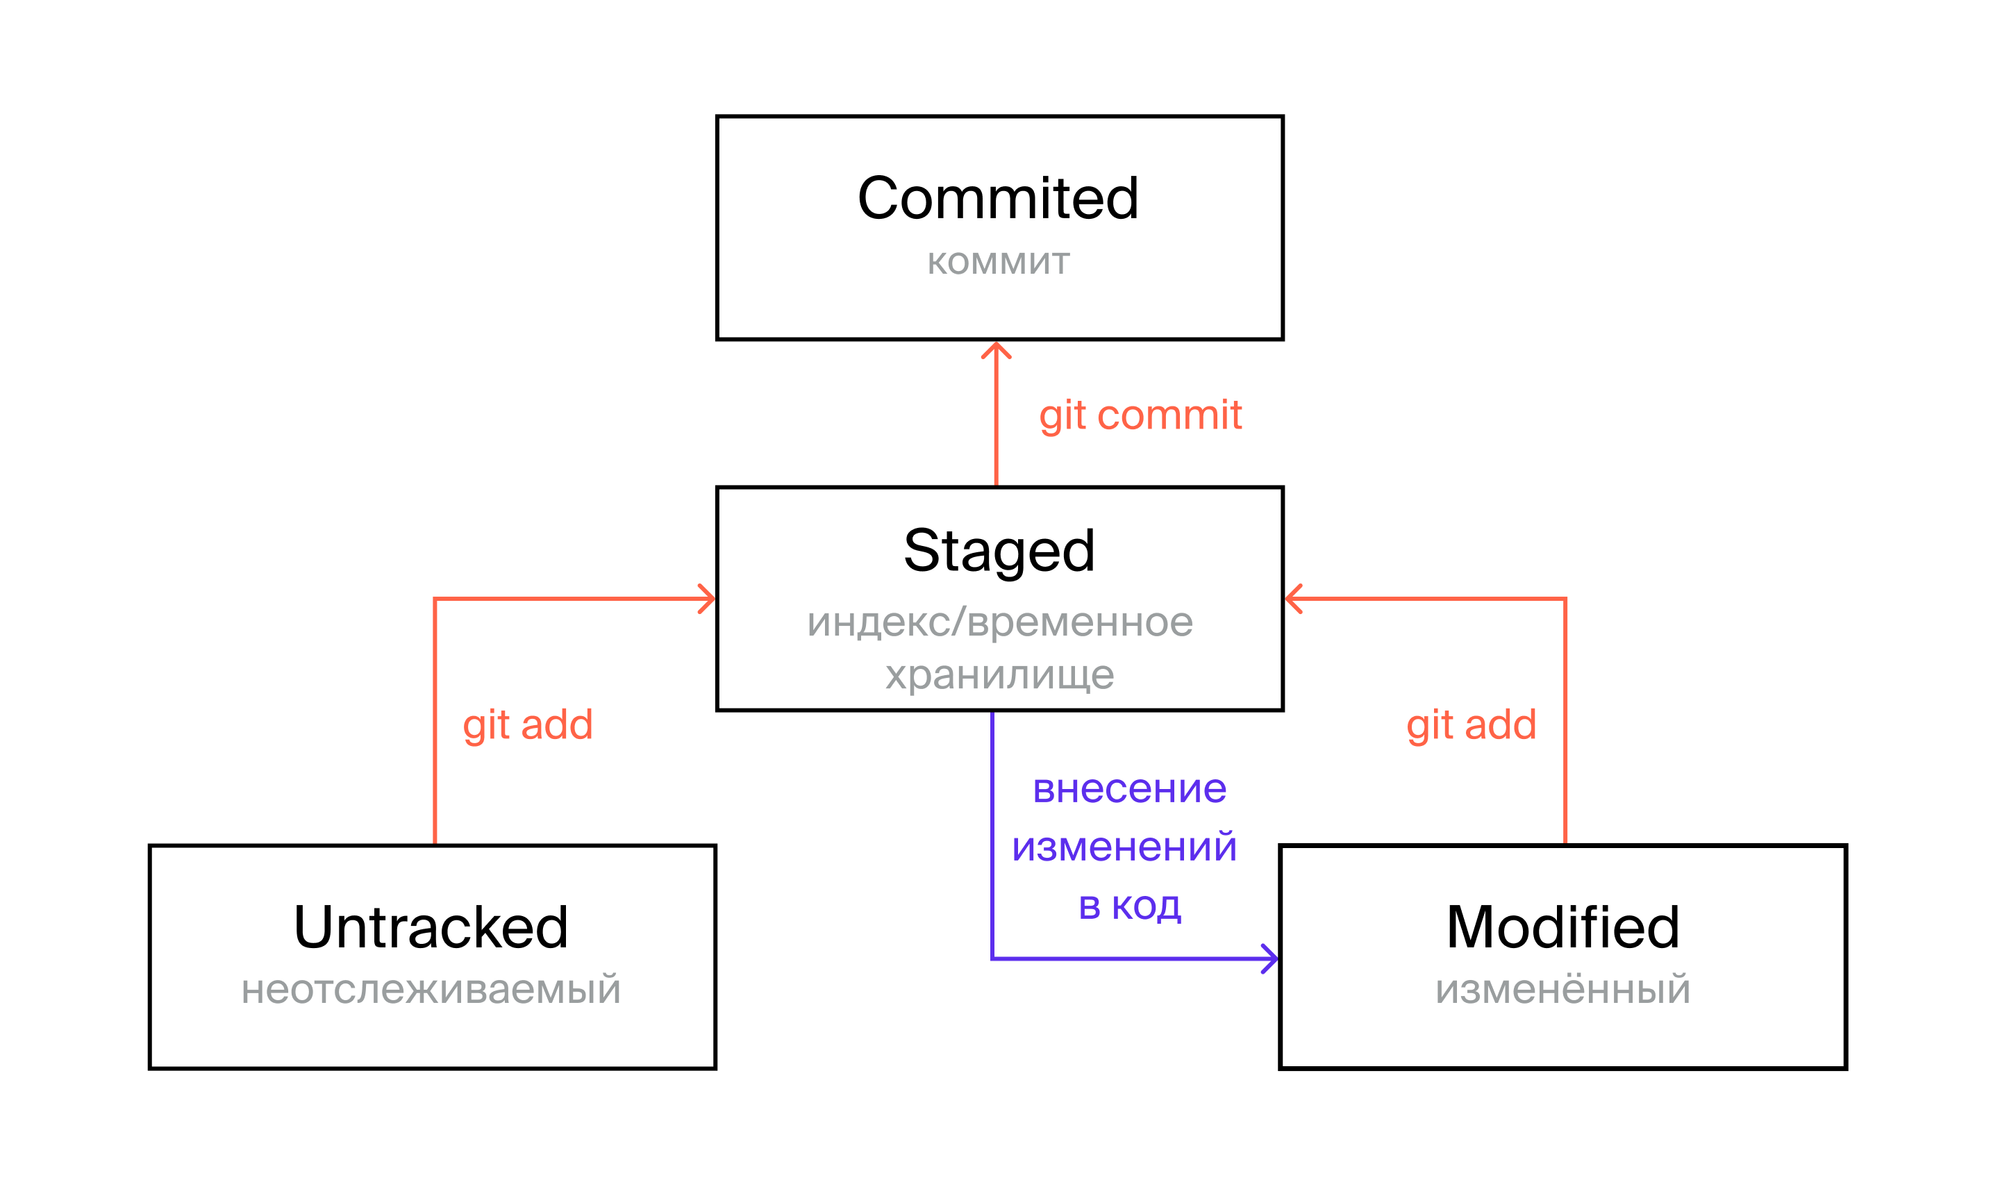 Commited
коммит
git commit
Staged
индекс/временное
хранилище
git add
git add
внесение
изменений
в код
Untracked
неотслеживаемый
Modified
изменённый